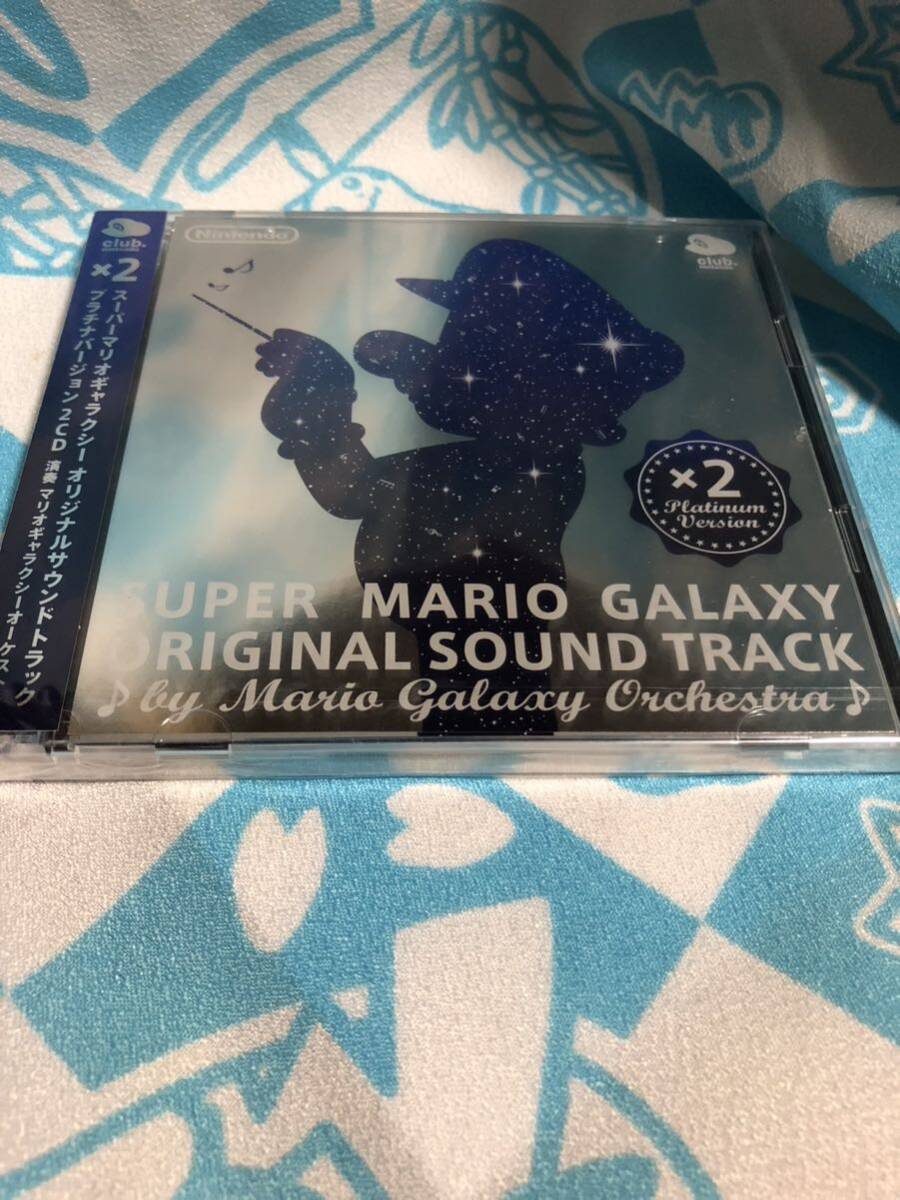 club.
×2
スーパーマリオギャラクシー オリジナルサウンドトラック
プラチナバージョン 2CD 演奏 マリオギャラクシーオーケス
Nintendo
club.
×2
Platinum
Version
SUPER MARIO GALAXY
ORIGINAL SOUND TRACK
♪ by Mario Galaxy Orchestra ♪